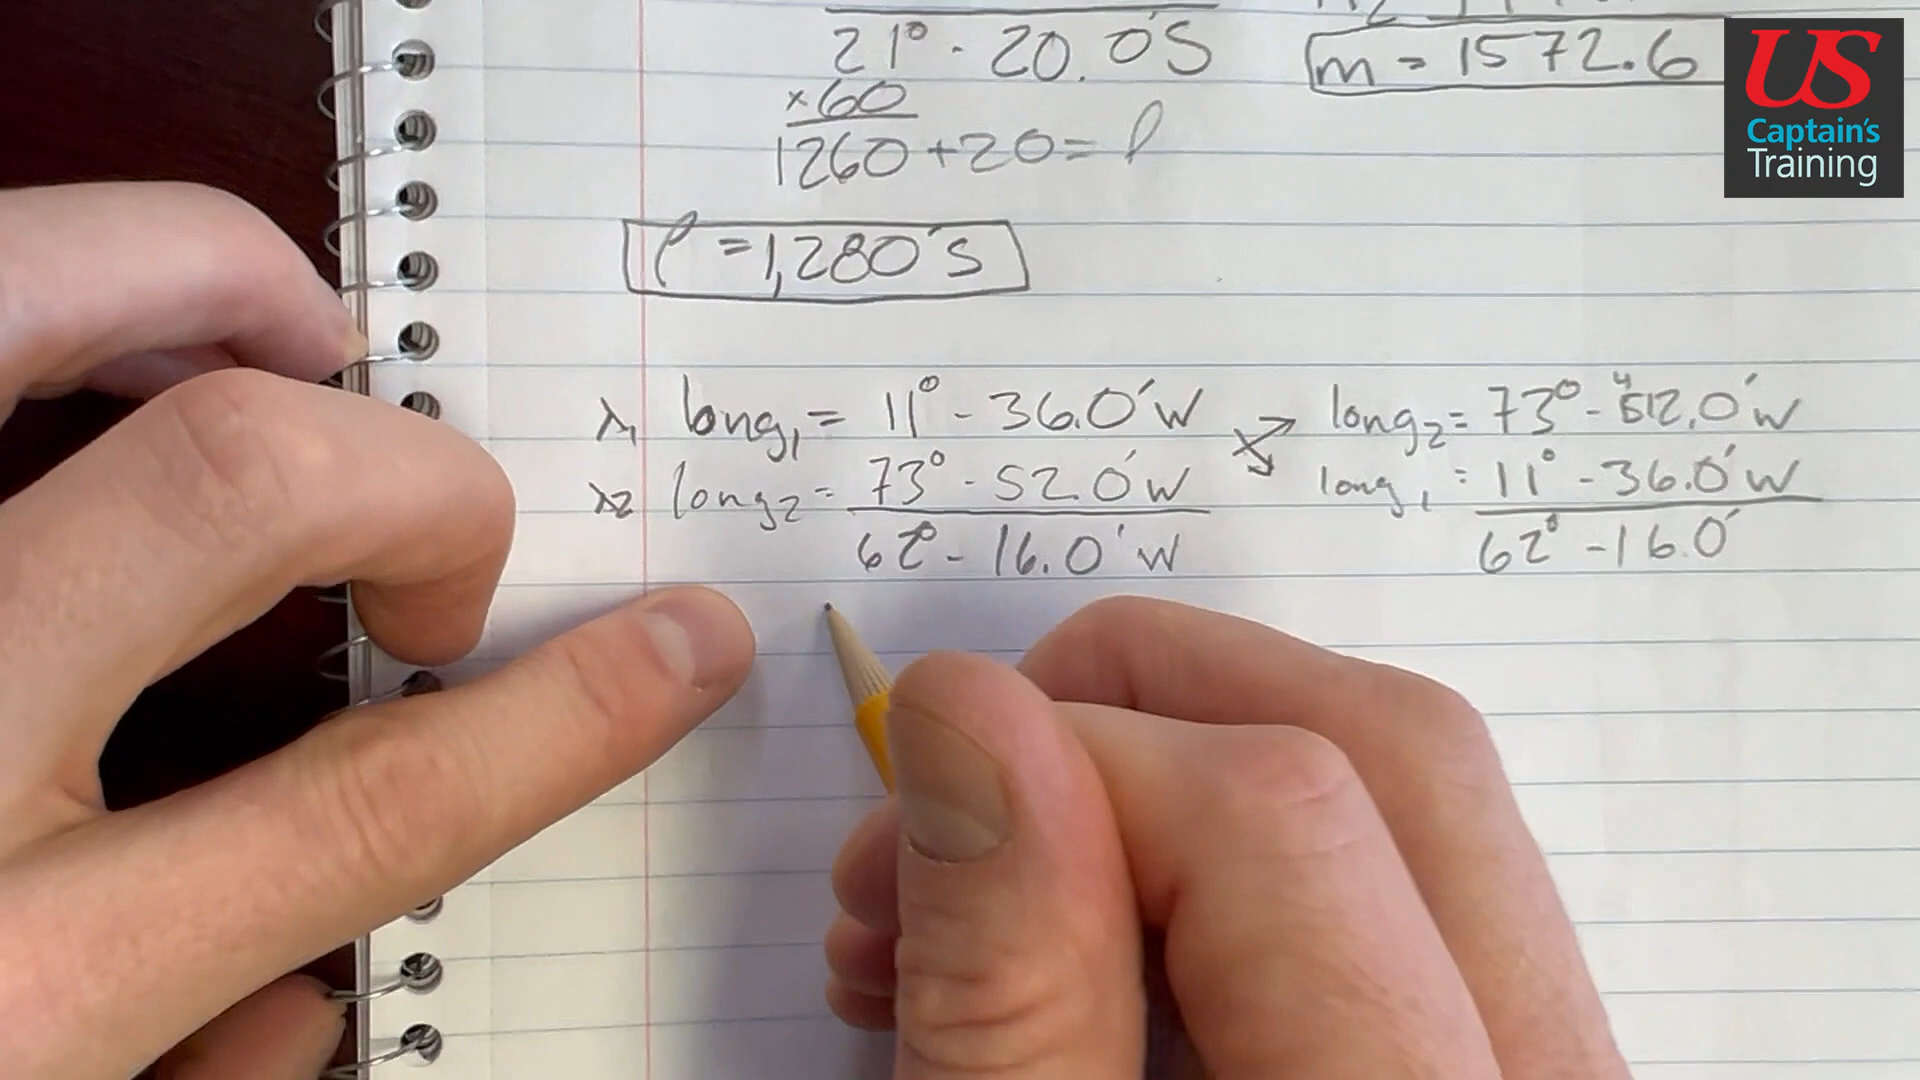 21° - 20.0'S
m = 1572.6
×60
1260 + 20 = l
l = 1,280'S
λ1 long1 = 11° - 36.0'W
λ2 long2 = 73° - 52.0'W
62° - 16.0'W
long2 = 73° - 512.0'W
long1 = 11° - 36.0'W
62° - 16.0'
US
Captain's
Training